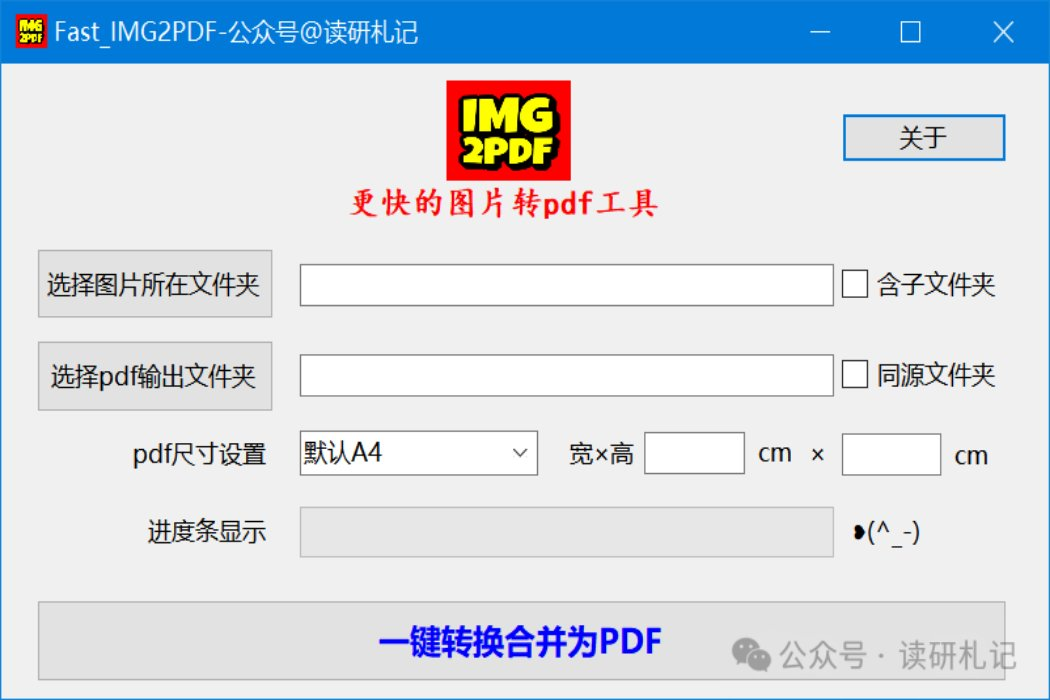 IMG 2PDF Fast_IMG2PDF-公众号@读研札记
IMG
2PDF
关于
更快的图片转pdf工具
选择图片所在文件夹 含子文件夹
选择pdf输出文件夹 同源文件夹
pdf尺寸设置 默认A4 宽×高 cm × cm
进度条显示 ❥(^_-)
一键转换合并为PDF
公众号 · 读研札记